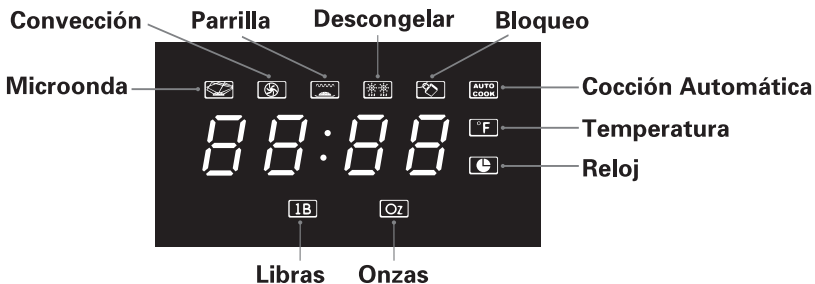 Convección Parrilla Descongelar Bloqueo
Microonda
AUTO
COOK
Cocción Automática
88:88
°F
Temperatura
Reloj
1B Oz
Libras Onzas